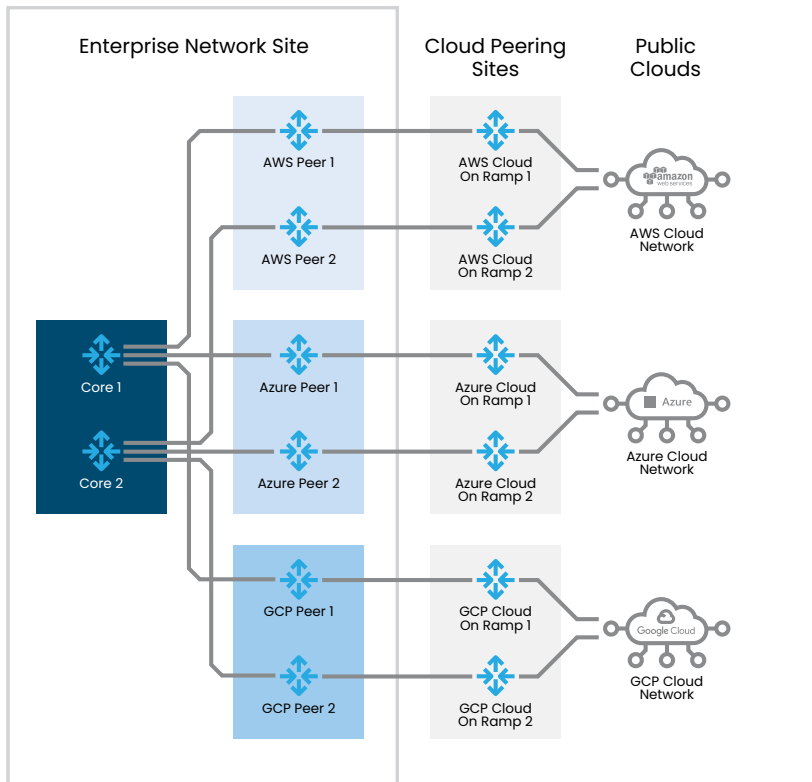 Enterprise Network Site
Cloud Peering
Sites
Public
Clouds
AWS Peer 1
AWS Cloud
On Ramp 1
amazon
web services
AWS Cloud
Network
AWS Peer 2
AWS Cloud
On Ramp 2
Core 1
Azure Peer 1
Azure Cloud
On Ramp 1
Azure
Azure Cloud
Network
Core 2
Azure Peer 2
Azure Cloud
On Ramp 2
GCP Peer 1
GCP Cloud
On Ramp 1
Google Cloud
GCP Cloud
Network
GCP Peer 2
GCP Cloud
On Ramp 2